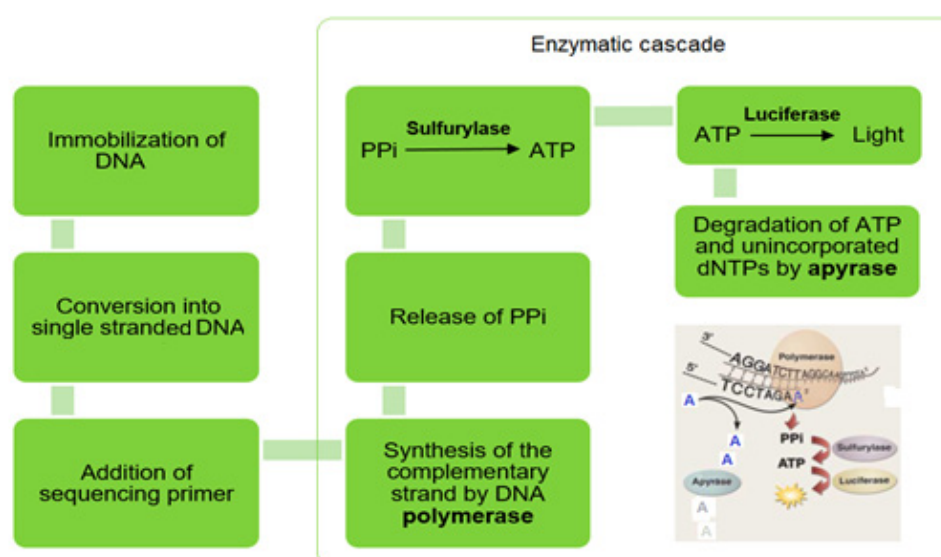 Enzymatic cascade
Immobilization of
DNA
Conversion into
single stranded DNA
Addition of
sequencing primer
Synthesis of the
complementary
strand by DNA
polymerase
Release of PPi
Sulfurylase
PPi ATP
Luciferase
ATP Light
Degradation of ATP
and unincorporated
dNTPs by apyrase
3'
Polymerase
AGGATCTTAGGCA
5'
TCCTAGAA
A
A
A
PPi
Sulfurylase
ATP
Apyrase
Luciferase
A
A